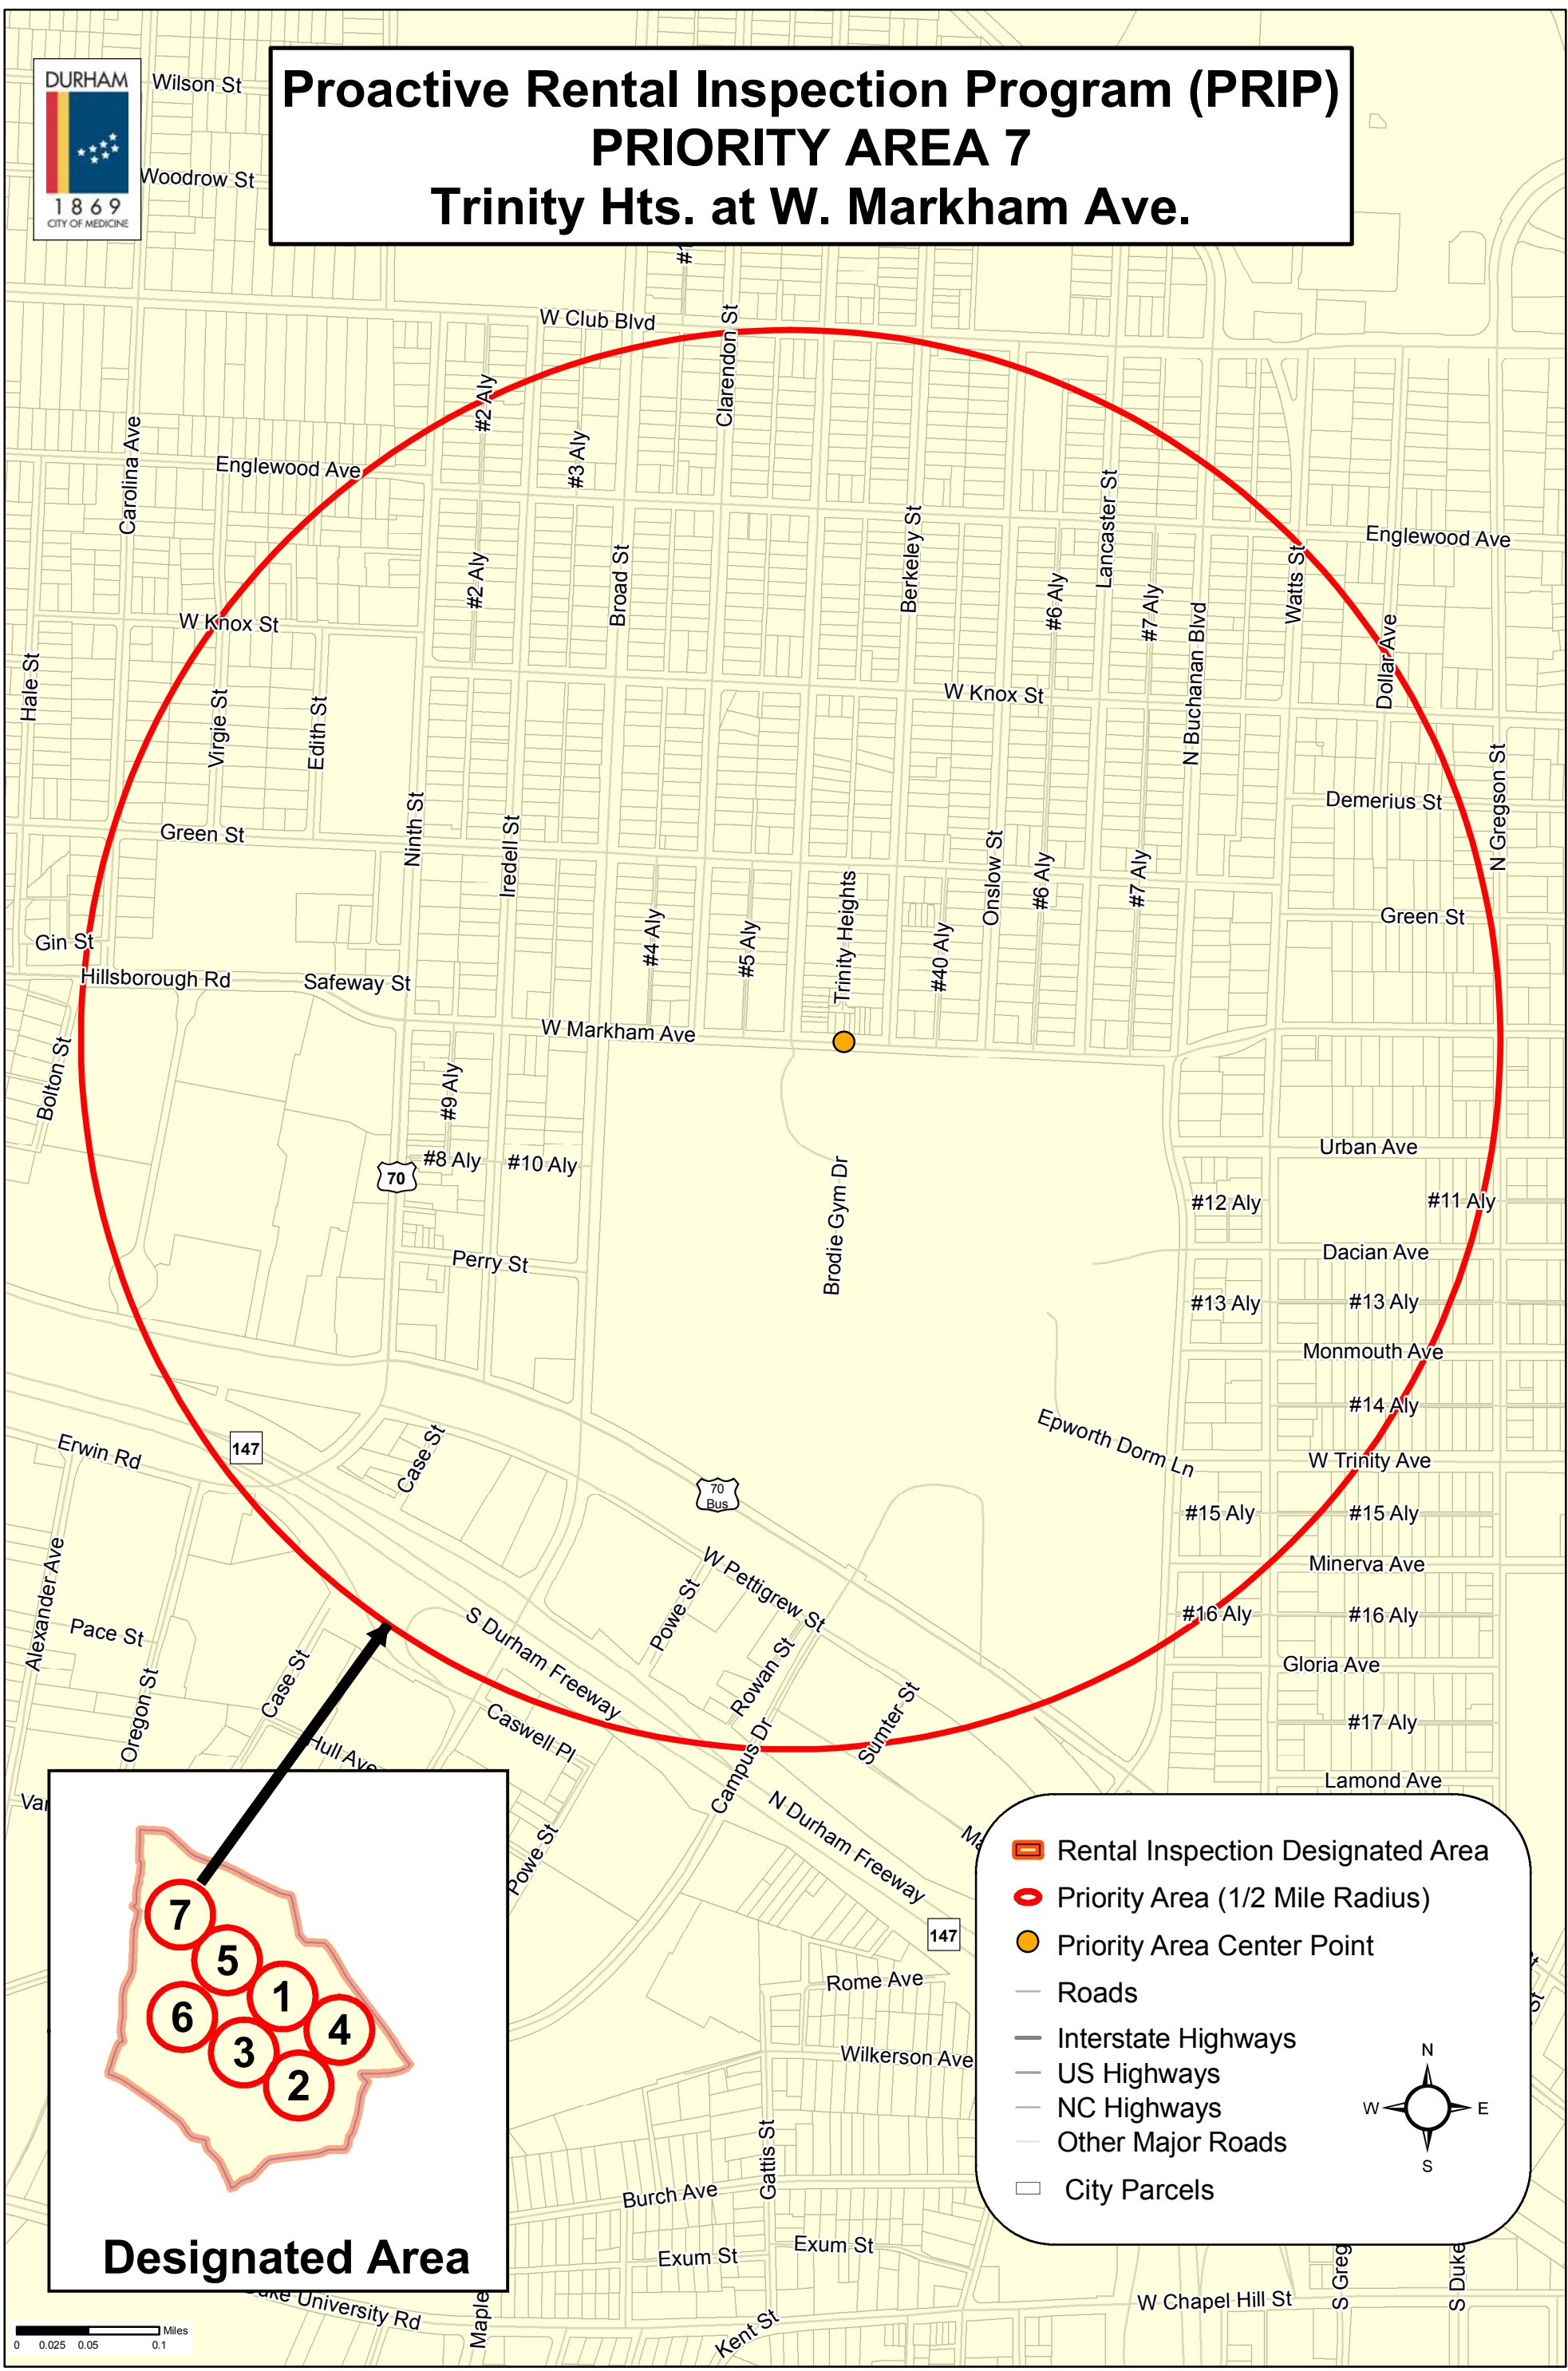 DURHAM
1869
CITY OF MEDICINE
Proactive Rental Inspection Program (PRIP)
PRIORITY AREA 7
Trinity Hts. at W. Markham Ave.
Wilson St
Woodrow St
W Club Blvd
Clarendon St
#2 Aly
#3 Aly
Carolina Ave
Englewood Ave
Lancaster St
Berkeley St
Englewood Ave
#2 Aly
Broad St
Watts St
#6 Aly
#7 Aly
W Knox St
N Buchanan Blvd
Dollar Ave
Hale St
Virgie St
Edith St
W Knox St
N Gregson St
Demerius St
Green St
Ninth St
Iredell St
Onslow St
#6 Aly
#7 Aly
Trinity Heights
Green St
#4 Aly
#5 Aly
#40 Aly
Gin St
Hillsborough Rd
Safeway St
W Markham Ave
Bolton St
#9 Aly
#8 Aly
#10 Aly
70
Urban Ave
Brodie Gym Dr
#12 Aly
#11 Aly
Perry St
Dacian Ave
#13 Aly
#13 Aly
Monmouth Ave
#14 Aly
Epworth Dorm Ln
Erwin Rd
147
Case St
W Trinity Ave
70
Bus
#15 Aly
#15 Aly
W Pettigrew St
Minerva Ave
Alexander Ave
Powe St
#16 Aly
#16 Aly
Pace St
S Durham Freeway
Rowan St
Gloria Ave
Case St
Oregon St
Sumter St
Caswell Pl
Campus Dr
#17 Aly
Hull Ave
Lamond Ave
N Durham Freeway
Powe St
147
Rome Ave
Wilkerson Ave
Gattis St
Burch Ave
Exum St
Exum St
W Chapel Hill St
S Greg
S Duke
University Rd
Maple
Kent St
7
5
1
6
4
3
2
Designated Area
Rental Inspection Designated Area
Priority Area (1/2 Mile Radius)
Priority Area Center Point
Roads
Interstate Highways
US Highways
NC Highways
Other Major Roads
City Parcels
N
W
E
S
Miles
0 0.025 0.05 0.1